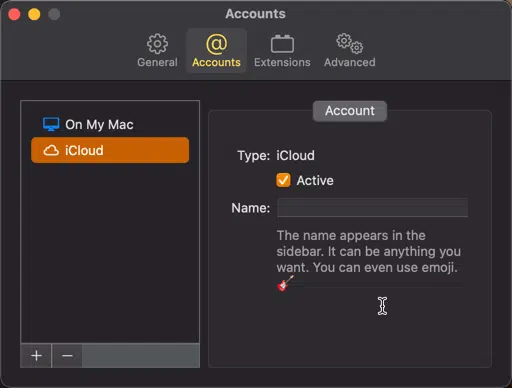 Accounts
General
Accounts
Extensions
Advanced
On My Mac
iCloud
Account
Type: iCloud
Active
Name:
The name appears in the
sidebar. It can be anything you
want. You can even use emoji.